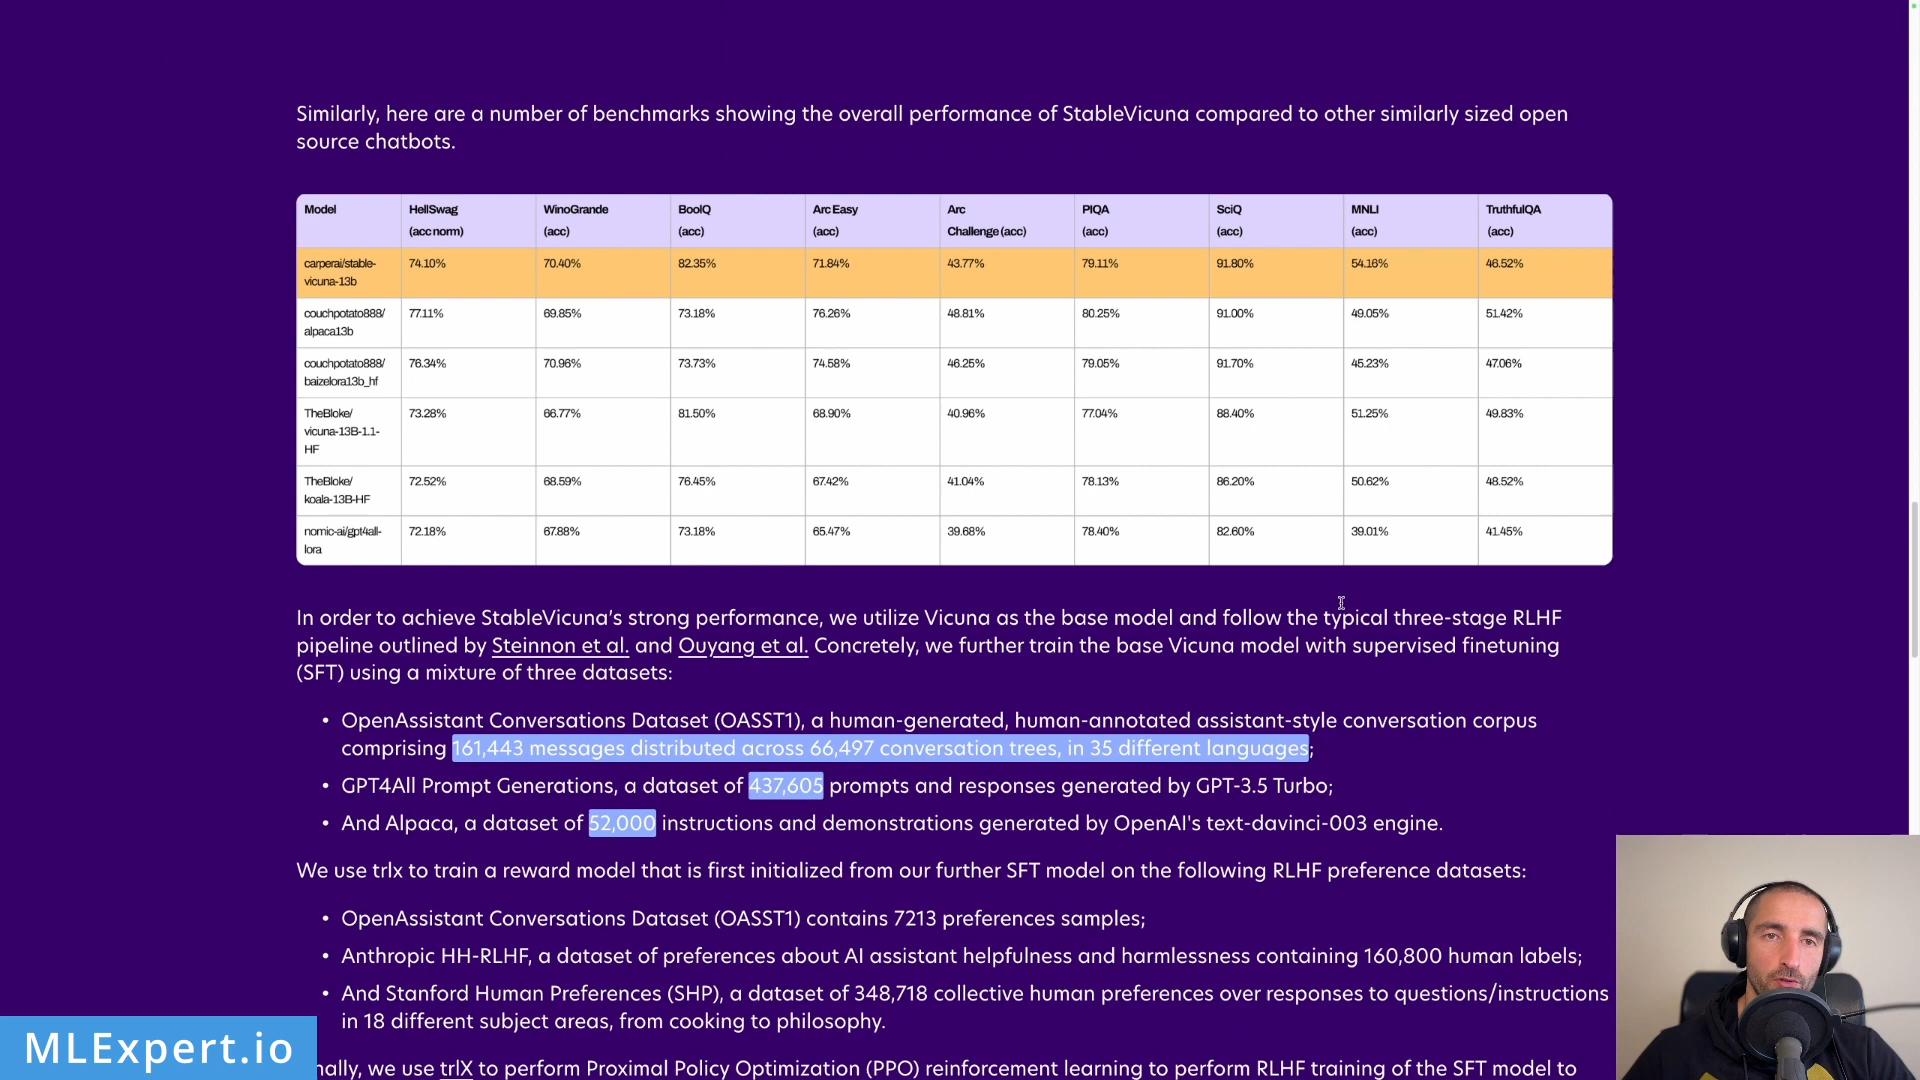 Similarly, here are a number of benchmarks showing the overall performance of StableVicuna compared to other similarly sized open
source chatbots.
Model HellSwag (acc norm) WinoGrande (acc) BoolQ (acc) Arc Easy (acc) Arc Challenge (acc) PIQA (acc) SciQ (acc) MNLI (acc) TruthfulQA (acc)
carperai/stable-vicuna-13b 74.10% 70.40% 82.35% 71.84% 43.77% 79.11% 91.80% 54.16% 46.52%
couchpotato888/alpaca13b 77.11% 69.85% 73.18% 76.26% 48.81% 80.25% 91.00% 49.05% 51.42%
couchpotato888/baizelora13b_hf 76.34% 70.96% 73.73% 74.58% 46.25% 79.05% 91.70% 45.23% 47.06%
TheBloke/vicuna-13B-1.1-HF 73.28% 66.77% 81.50% 68.90% 40.96% 77.04% 88.40% 51.25% 49.83%
TheBloke/koala-13B-HF 72.52% 68.59% 76.45% 67.42% 41.04% 78.13% 86.20% 50.62% 48.52%
nomic-ai/gpt4all-lora 72.18% 67.88% 73.18% 65.47% 39.68% 78.40% 82.60% 39.01% 41.45%
In order to achieve StableVicuna's strong performance, we utilize Vicuna as the base model and follow the typical three-stage RLHF
pipeline outlined by Steinnon et al. and Ouyang et al. Concretely, we further train the base Vicuna model with supervised finetuning
(SFT) using a mixture of three datasets:
• OpenAssistant Conversations Dataset (OASST1), a human-generated, human-annotated assistant-style conversation corpus
comprising 161,443 messages distributed across 66,497 conversation trees, in 35 different languages;
• GPT4All Prompt Generations, a dataset of 437,605 prompts and responses generated by GPT-3.5 Turbo;
• And Alpaca, a dataset of 52,000 instructions and demonstrations generated by OpenAI's text-davinci-003 engine.
We use trlx to train a reward model that is first initialized from our further SFT model on the following RLHF preference datasets:
• OpenAssistant Conversations Dataset (OASST1) contains 7213 preferences samples;
• Anthropic HH-RLHF, a dataset of preferences about AI assistant helpfulness and harmlessness containing 160,800 human labels;
• And Stanford Human Preferences (SHP), a dataset of 348,718 collective human preferences over responses to questions/instructions
in 18 different subject areas, from cooking to philosophy.
MLExpert.io
nally, we use trlX to perform Proximal Policy Optimization (PPO) reinforcement learning to perform RLHF training of the SFT model to